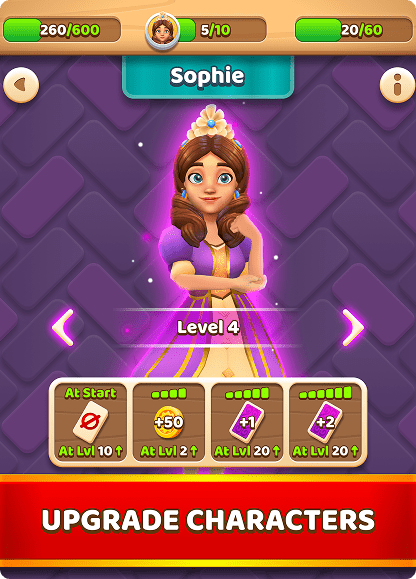 260/600 5/10 20/60
Sophie
Level 4
At Start
+50 +1 +2
At Lvl 10 At Lvl 2 At Lvl 20 At Lvl 20
UPGRADE CHARACTERS